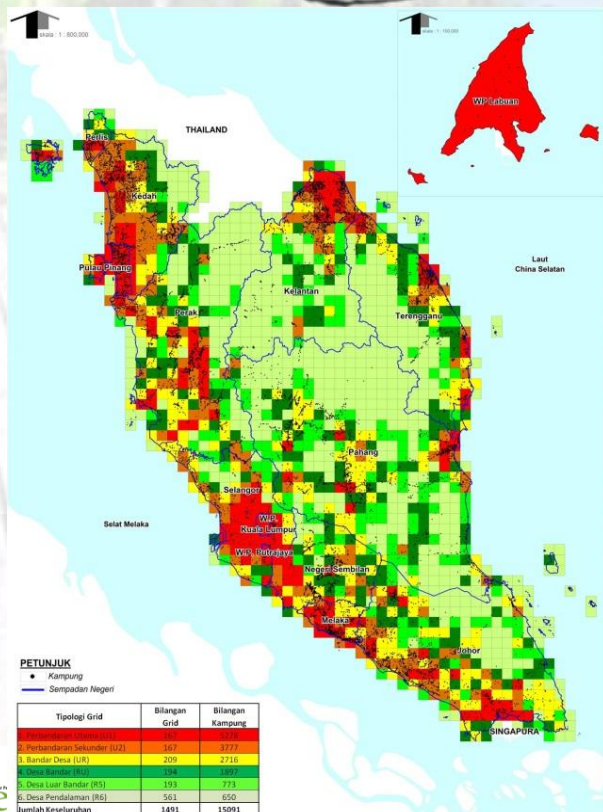 skala : 1 : 800,000
skala : 1 : 100,000
WP Labuan
THAILAND
Perlis
Kedah
Pulau Pinang
Perak
Kelantan
Terengganu
Laut
China Selatan
Pahang
Selangor
W.P.
Kuala Lumpur
W.P. Putrajaya
Selat Melaka
Negeri Sembilan
Melaka
Johor
SINGAPURA
PETUNJUK
Kampung
Sempadan Negeri
Tipologi Grid Bilangan Grid Bilangan Kampung
1. Perbandaran Utama (U1) 167 5278
2. Perbandaran Sekunder (U2) 167 3777
3. Bandar Desa (UR) 209 2716
4. Desa Bandar (RU) 194 1897
5. Desa Luar Bandar (R5) 193 773
6. Desa Pendalaman (R6) 561 650
Jumlah Keseluruhan 1491 15091